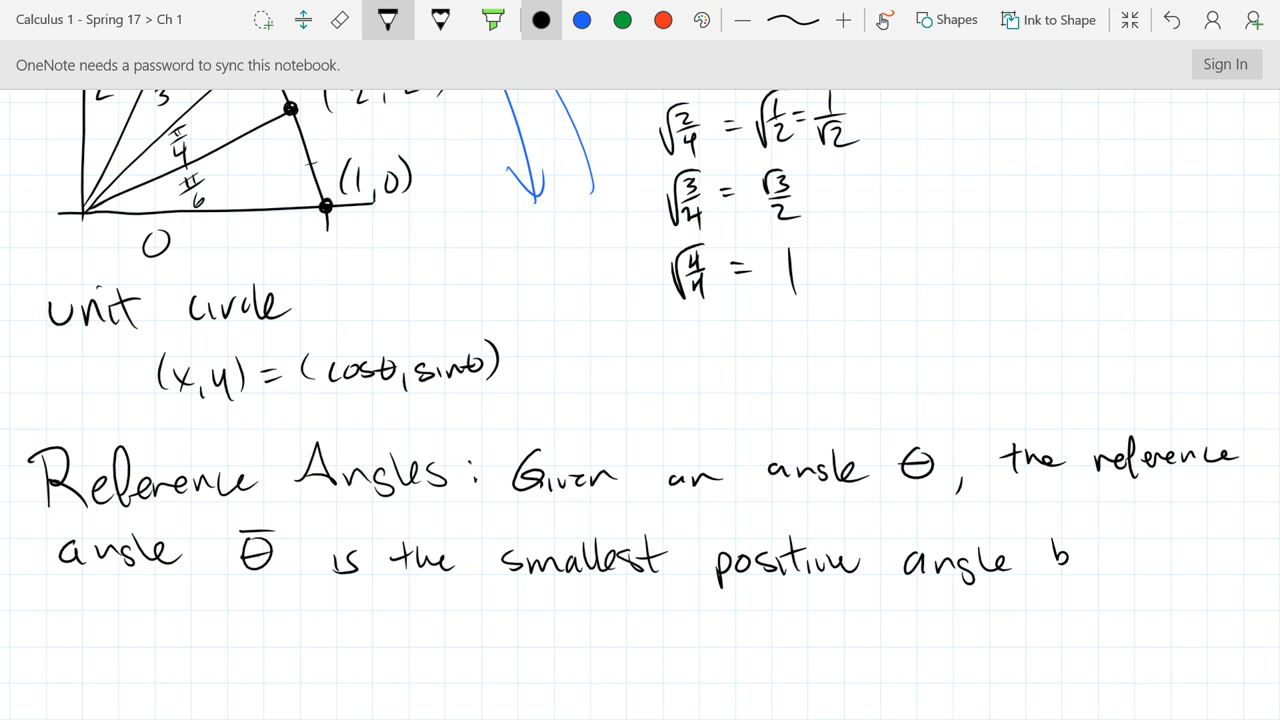 Calculus 1 - Spring 17 > Ch 1
Shapes
Ink to Shape
OneNote needs a password to sync this notebook.
Sign In
2 3
π/4
π/6
(1,0)
0
√2/4 = √1/2 = 1/√2
√3/4 = √3/2
√4/4 = 1
unit circle
(x,y) = (cosθ, sinθ)
Reference Angles: Given an angle θ, the reference
angle θ̄ is the smallest positive angle b